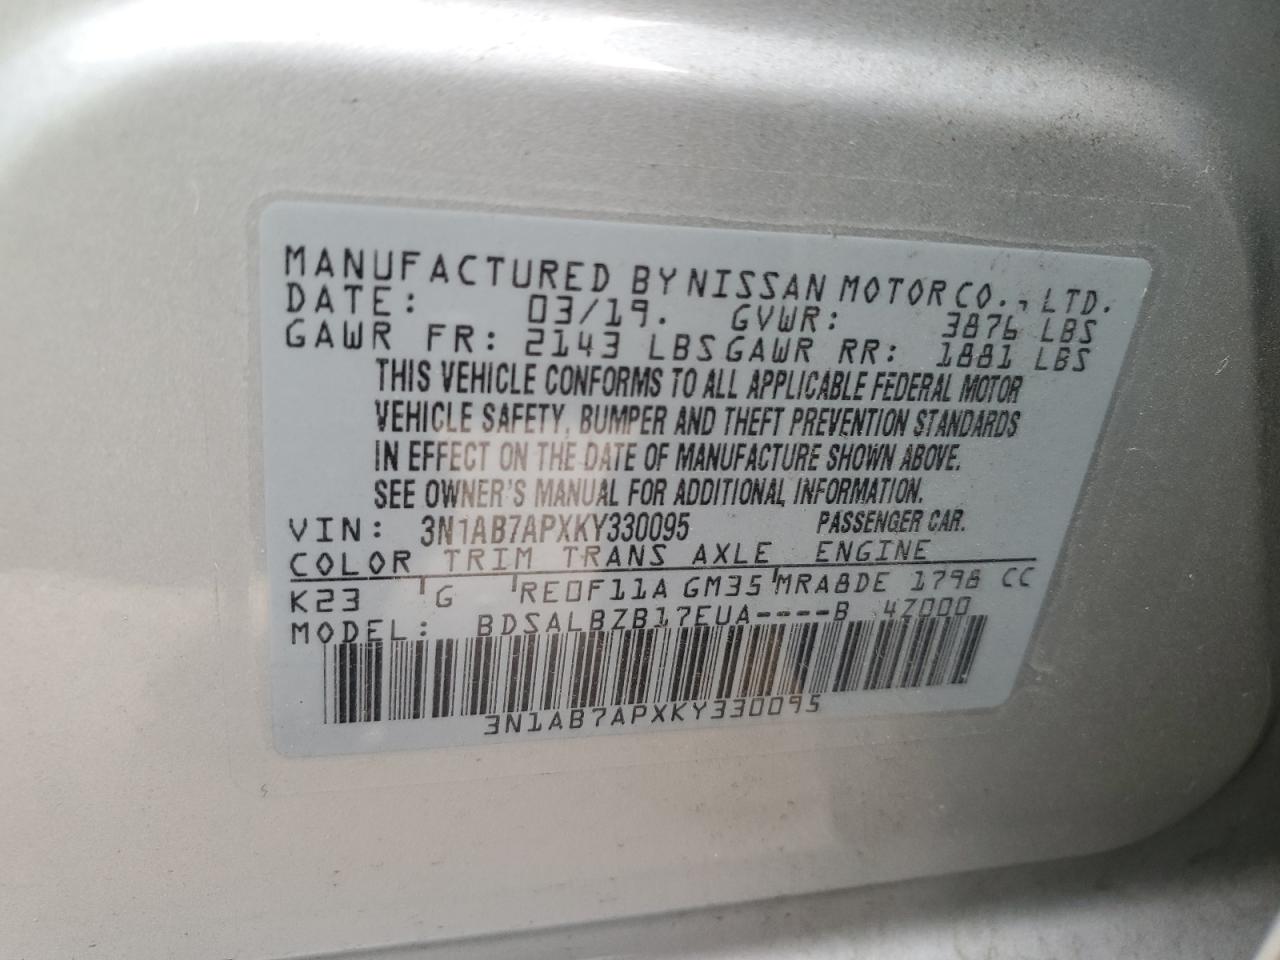 MANUFACTURED BY NISSAN MOTOR CO., LTD.
DATE: 03/19. GVWR: 3876 LBS
GAWR FR: 2143 LBS GAWR RR: 1881 LBS
THIS VEHICLE CONFORMS TO ALL APPLICABLE FEDERAL MOTOR
VEHICLE SAFETY, BUMPER AND THEFT PREVENTION STANDARDS
IN EFFECT ON THE DATE OF MANUFACTURE SHOWN ABOVE.
SEE OWNER'S MANUAL FOR ADDITIONAL INFORMATION.
VIN: 3N1AB7APXKY330095 PASSENGER CAR.
COLOR TRIM TRANS AXLE ENGINE
K23 G RE0F11A GM35 MRA8DE 1798 CC
MODEL: BDSALBZB17EUA----B 4Z000
3N1AB7APXKY330095